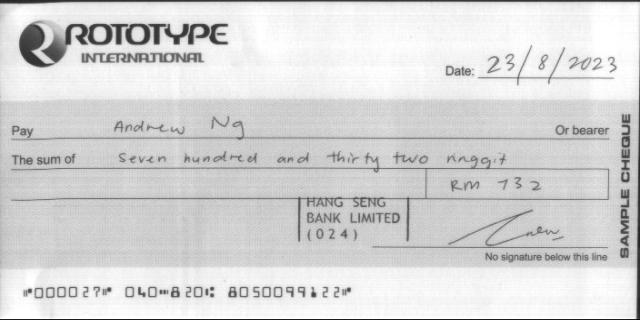 ROTOTYPE
INTERNATIONAL
Date: 23/8/2023
Pay Andrew Ng Or bearer
The sum of seven hundred and thirty two ringgit
RM 732
HANG SENG
BANK LIMITED
(024)
No signature below this line
SAMPLE CHEQUE
⑈000027⑈ 040⑉820⑆ 8050099122⑈